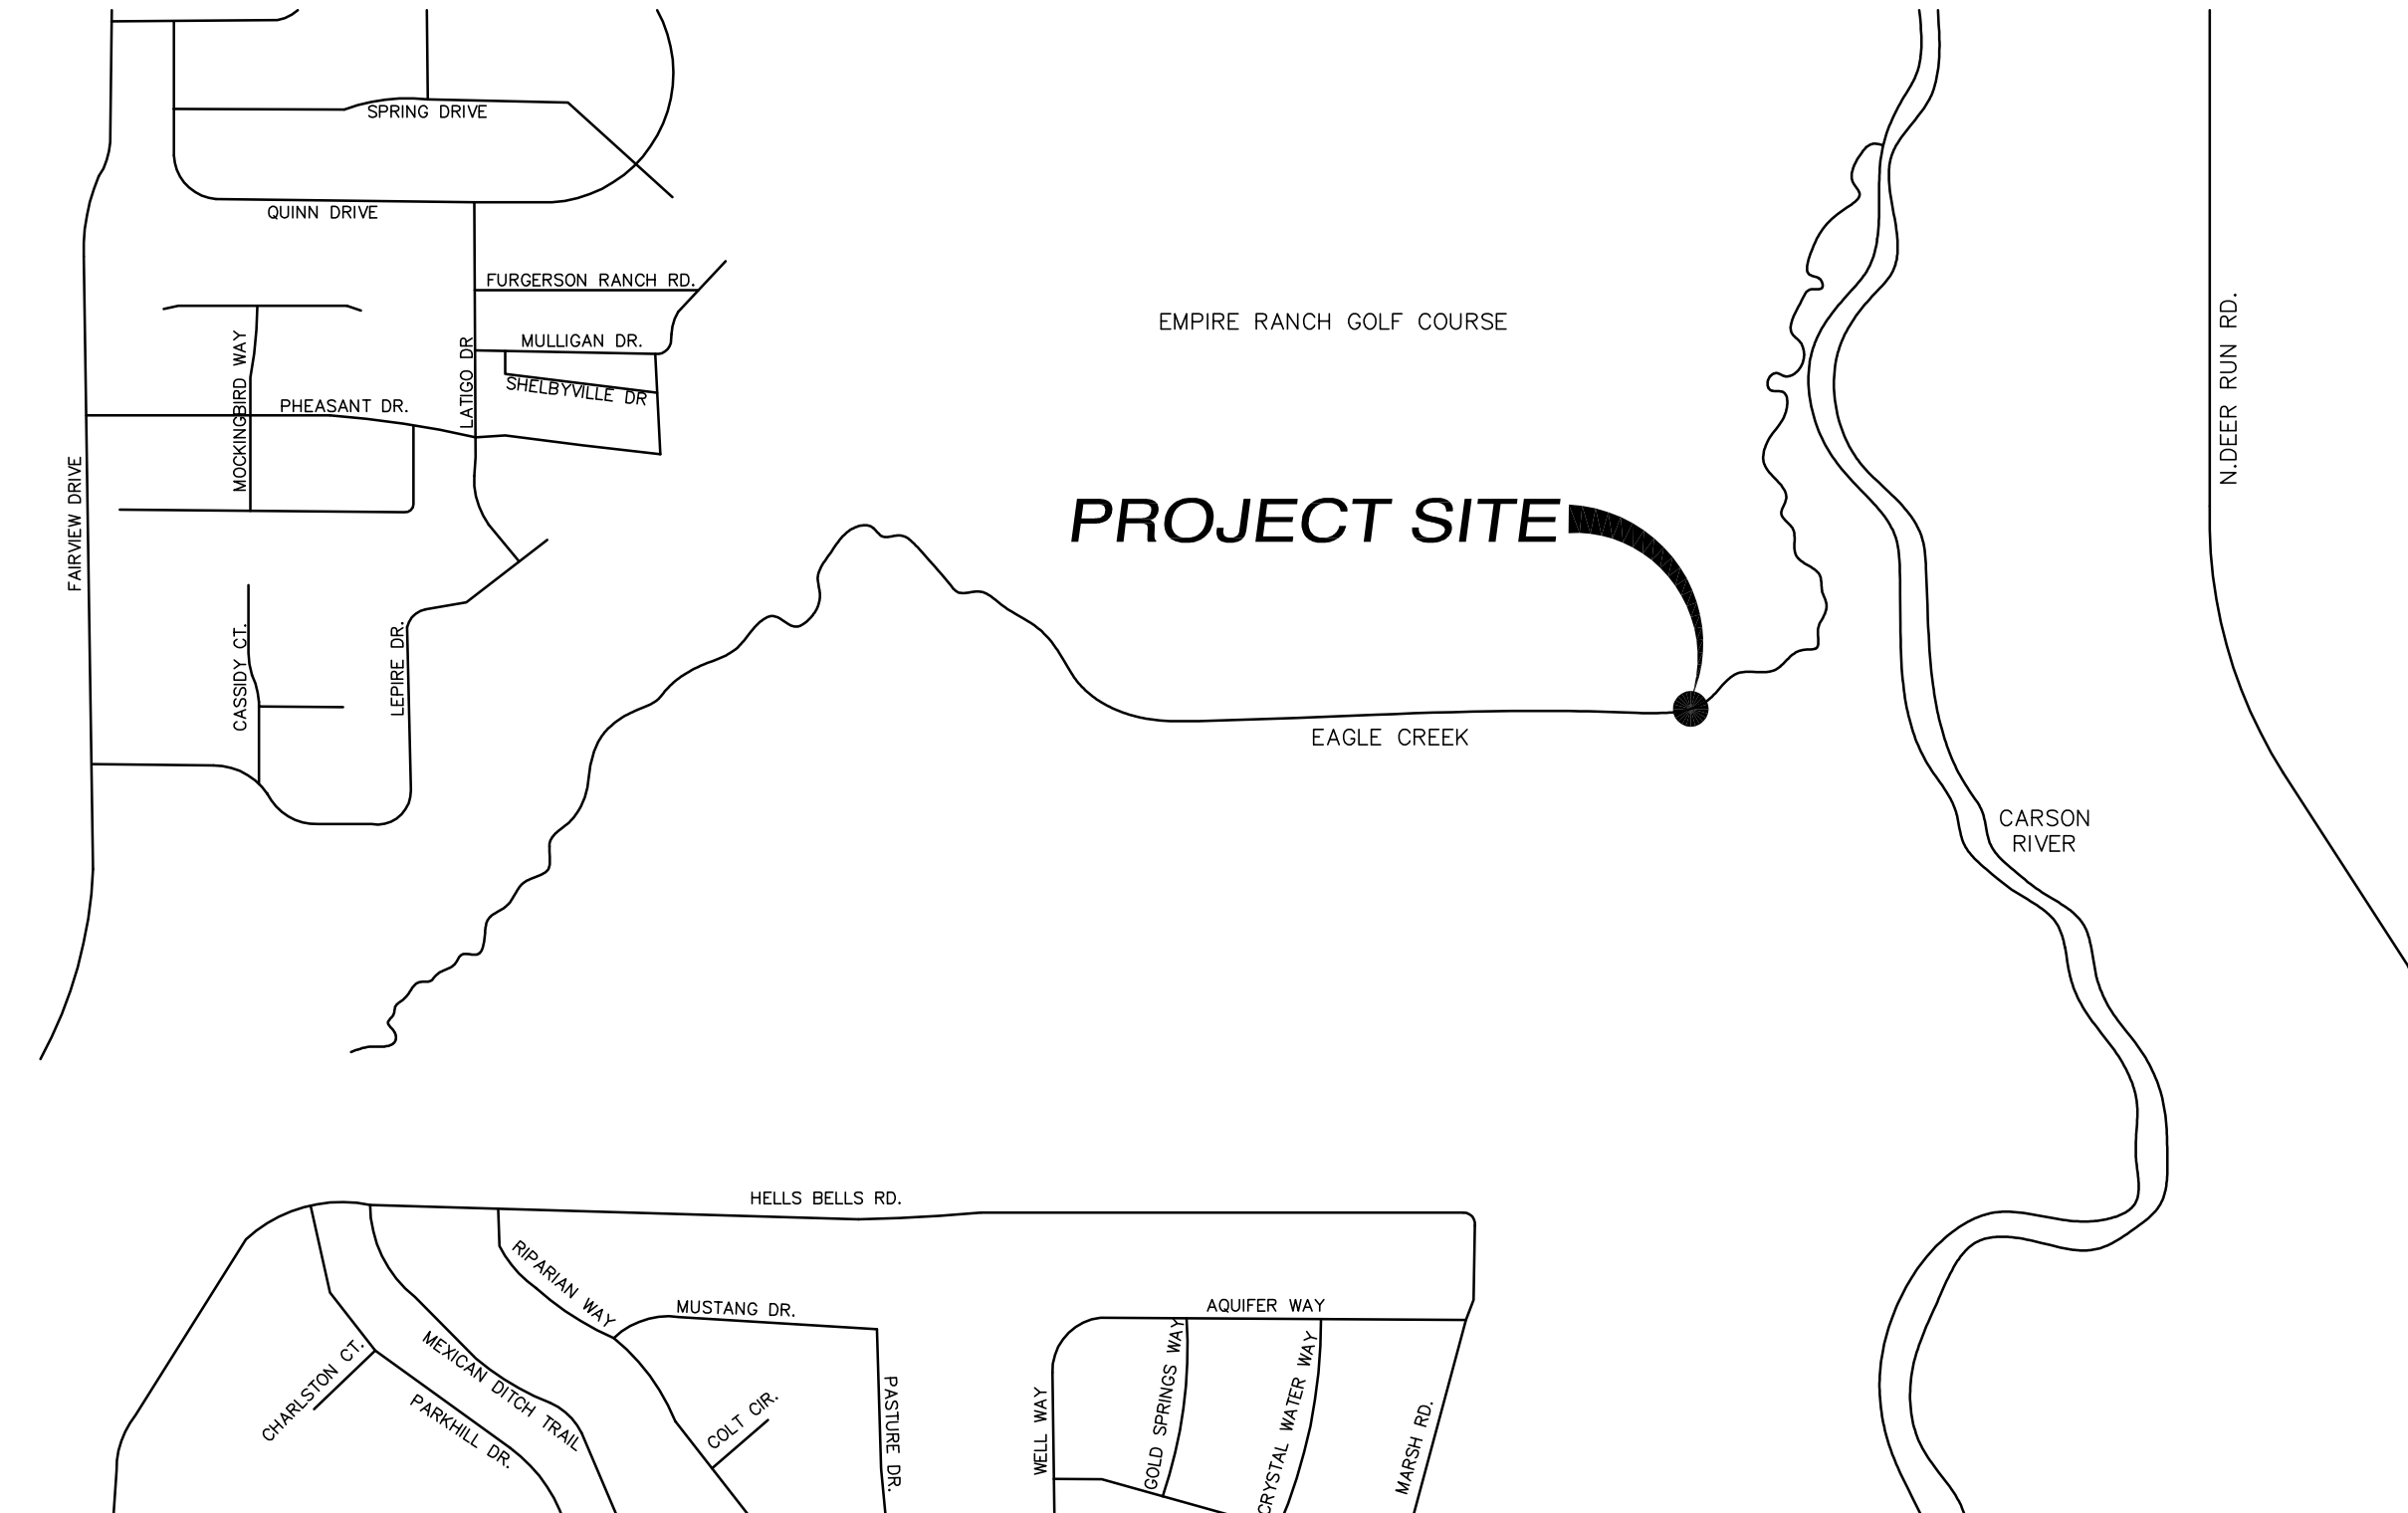 SPRING DRIVE
QUINN DRIVE
FURGERSON RANCH RD.
MULLIGAN DR.
SHELBYVILLE DR
LATIGO DR
MOCKINGBIRD WAY
PHEASANT DR.
FAIRVIEW DRIVE
CASSIDY CT.
LEPIRE DR.
EMPIRE RANCH GOLF COURSE
N.DEER RUN RD.
PROJECT SITE
EAGLE CREEK
CARSON
RIVER
HELLS BELLS RD.
RIPARIAN WAY
MUSTANG DR.
AQUIFER WAY
CHARLSTON CT.
MEXICAN DITCH TRAIL
PARKHILL DR.
COLT CIR.
PASTURE DR.
WELL WAY
GOLD SPRINGS WAY
CRYSTAL WATER WAY
MARSH RD.